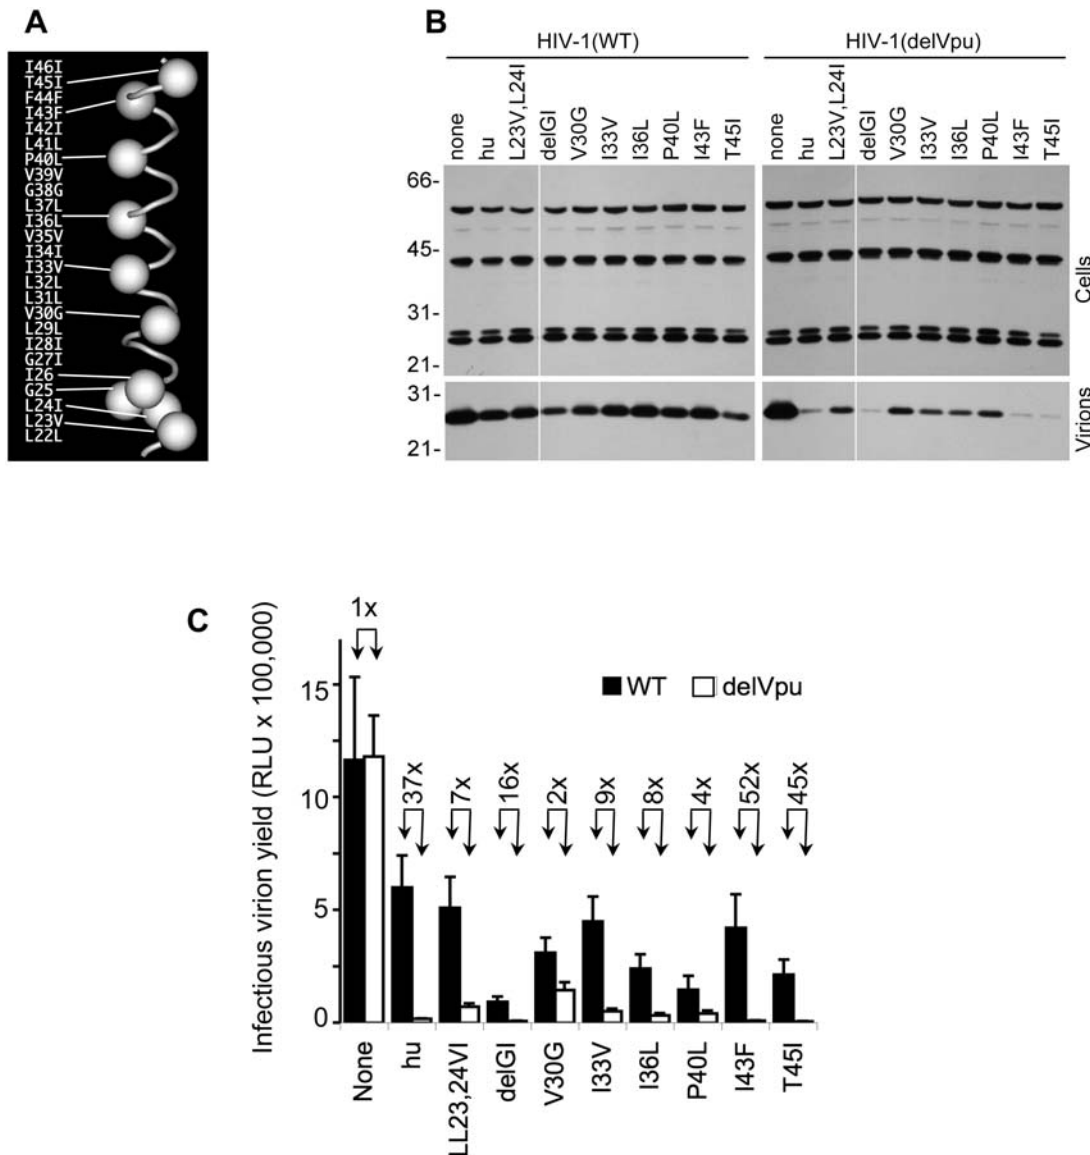 A
I46I
T45I
F44F
I43F
I42I
L41L
P40L
V39V
G38G
L37L
I36L
V35V
I34I
I33V
L32L
L31L
V30G
L29L
I28I
G27I
I26
G25
L24I
L23V
L22L
B
HIV-1(WT)
HIV-1(delVpu)
none
hu
L23V,L24I
delGI
V30G
I33V
I36L
P40L
I43F
T45I
none
hu
L23V,L24I
delGI
V30G
I33V
I36L
P40L
I43F
T45I
66-
45-
31-
21-
Cells
31-
21-
Virions
C
Infectious virion yield (RLU x 100,000)
WT
delVpu
1x
37x
7x
16x
2x
9x
8x
4x
52x
45x
15
10
5
0
None
hu
LL23,24VI
delGI
V30G
I33V
I36L
P40L
I43F
T45I